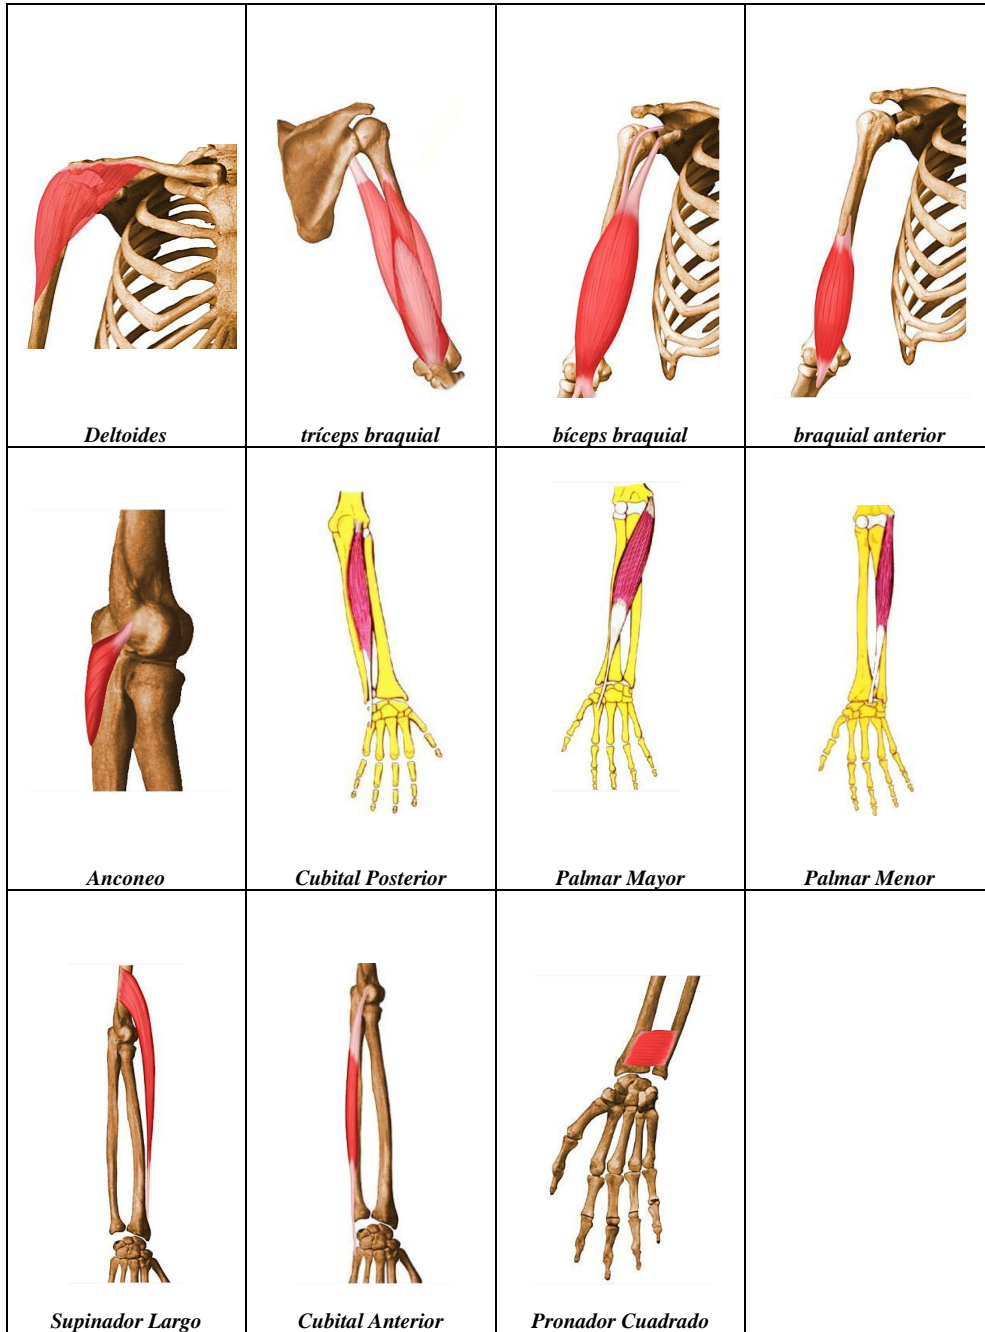 Deltoides
tríceps braquial
bíceps braquial
braquial anterior
Anconeo
Cubital Posterior
Palmar Mayor
Palmar Menor
Supinador Largo
Cubital Anterior
Pronador Cuadrado